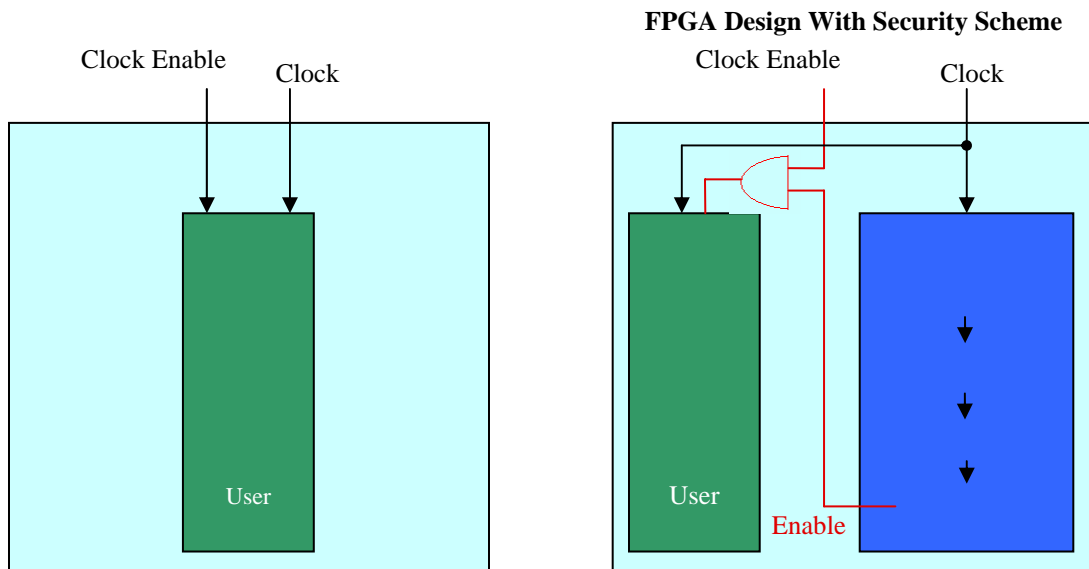 FPGA Design With Security Scheme
Clock Enable
Clock
Clock Enable
Clock
User
User
Enable